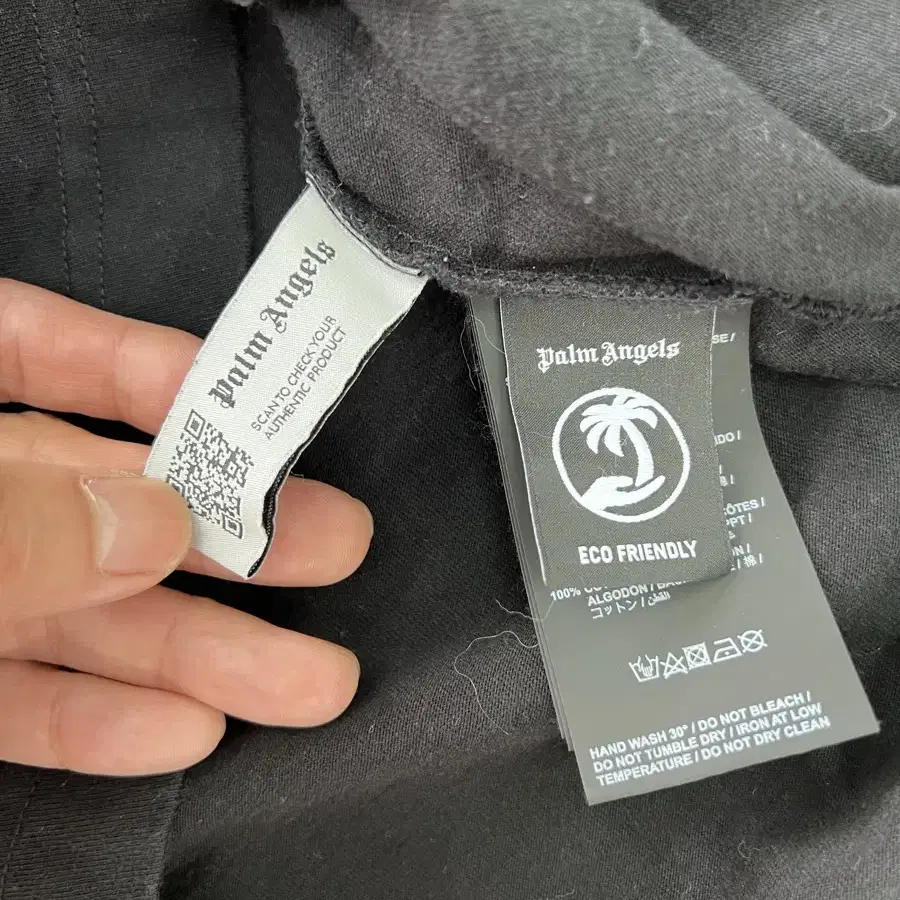 Palm Angels
SCAN TO CHECK YOUR
AUTHENTIC PRODUCT
Palm Angels
ECO FRIENDLY
100%
ALGODON /
コットン /
HAND WASH 30° / DO NOT BLEACH /
DO NOT TUMBLE DRY / IRON AT LOW
TEMPERATURE / DO NOT DRY CLEAN